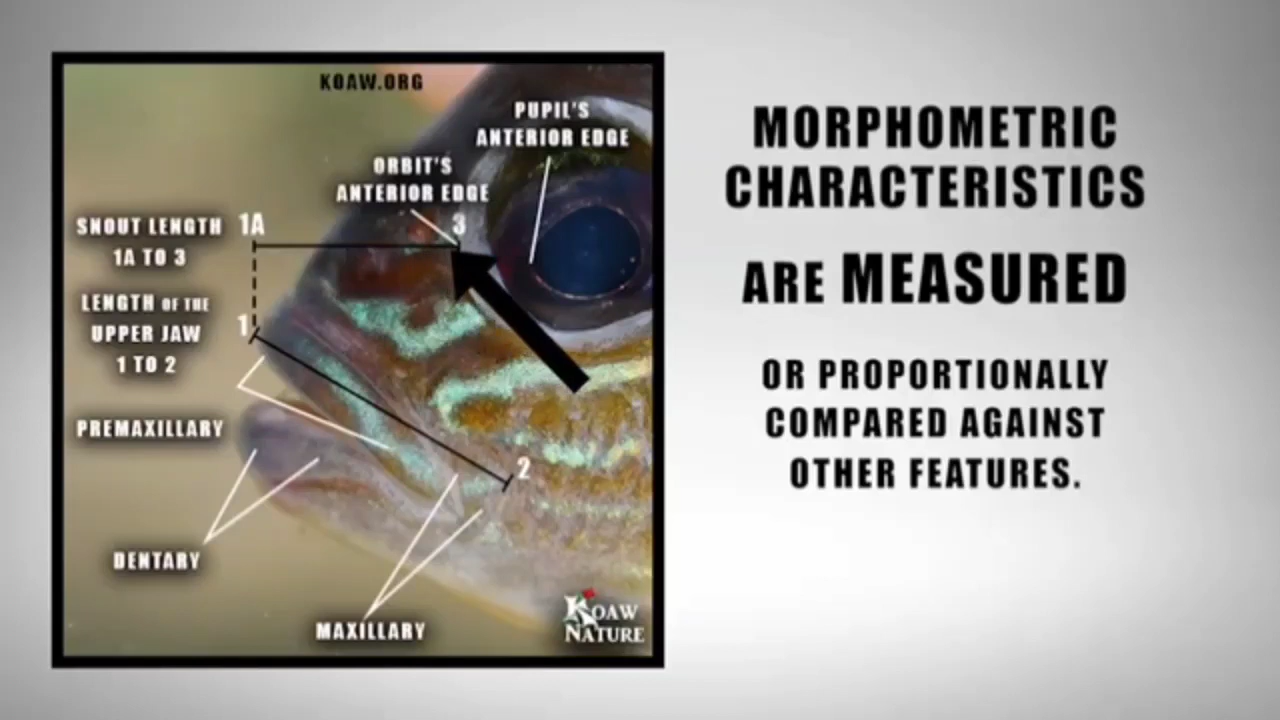 KOAW.ORG
PUPIL'S
ANTERIOR EDGE
ORBIT'S
ANTERIOR EDGE
SNOUT LENGTH
1A TO 3
1A
3
LENGTH OF THE
UPPER JAW
1 TO 2
1
PREMAXILLARY
2
DENTARY
MAXILLARY
KOAW
NATURE
MORPHOMETRIC
CHARACTERISTICS
ARE MEASURED
OR PROPORTIONALLY
COMPARED AGAINST
OTHER FEATURES.